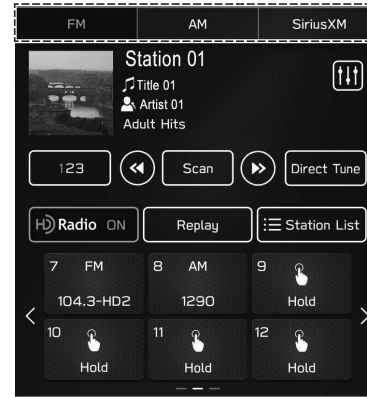 FM AM SiriusXM
Station 01
Title 01
Artist 01
Adult Hits
123 Scan Direct Tune
HD Radio ON Replay Station List
7 FM 8 AM 9
104.3-HD2 1290 Hold
10 11 12
Hold Hold Hold